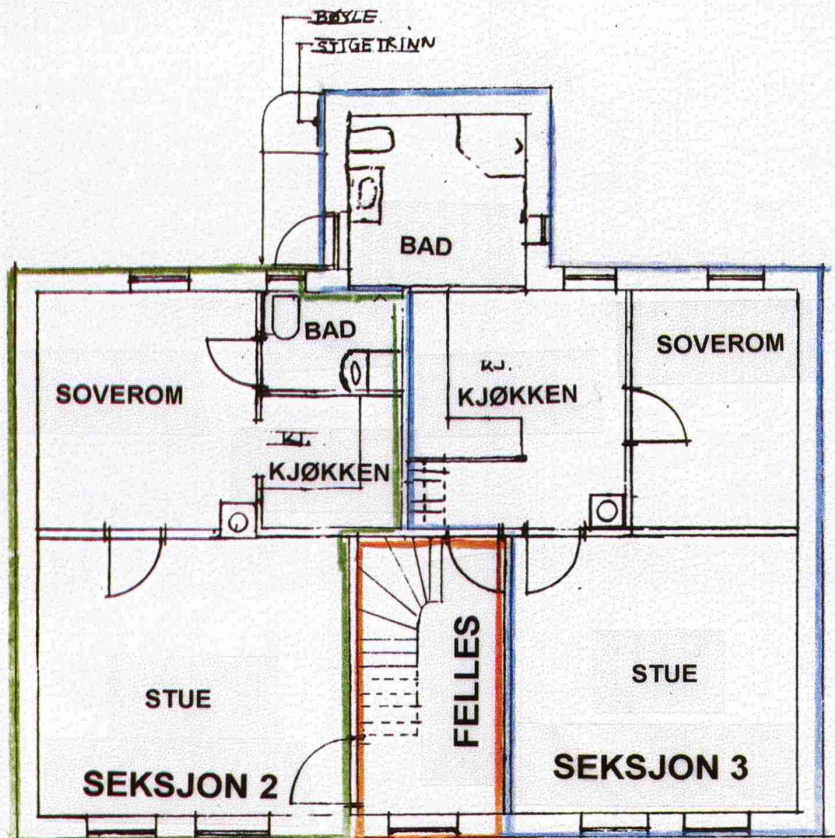 BØYLE
STIGETRINN
BAD
BAD
SOVEROM
KJ.
KJØKKEN
SOVEROM
KJ.
KJØKKEN
STUE
FELLES
STUE
SEKSJON 2
SEKSJON 3